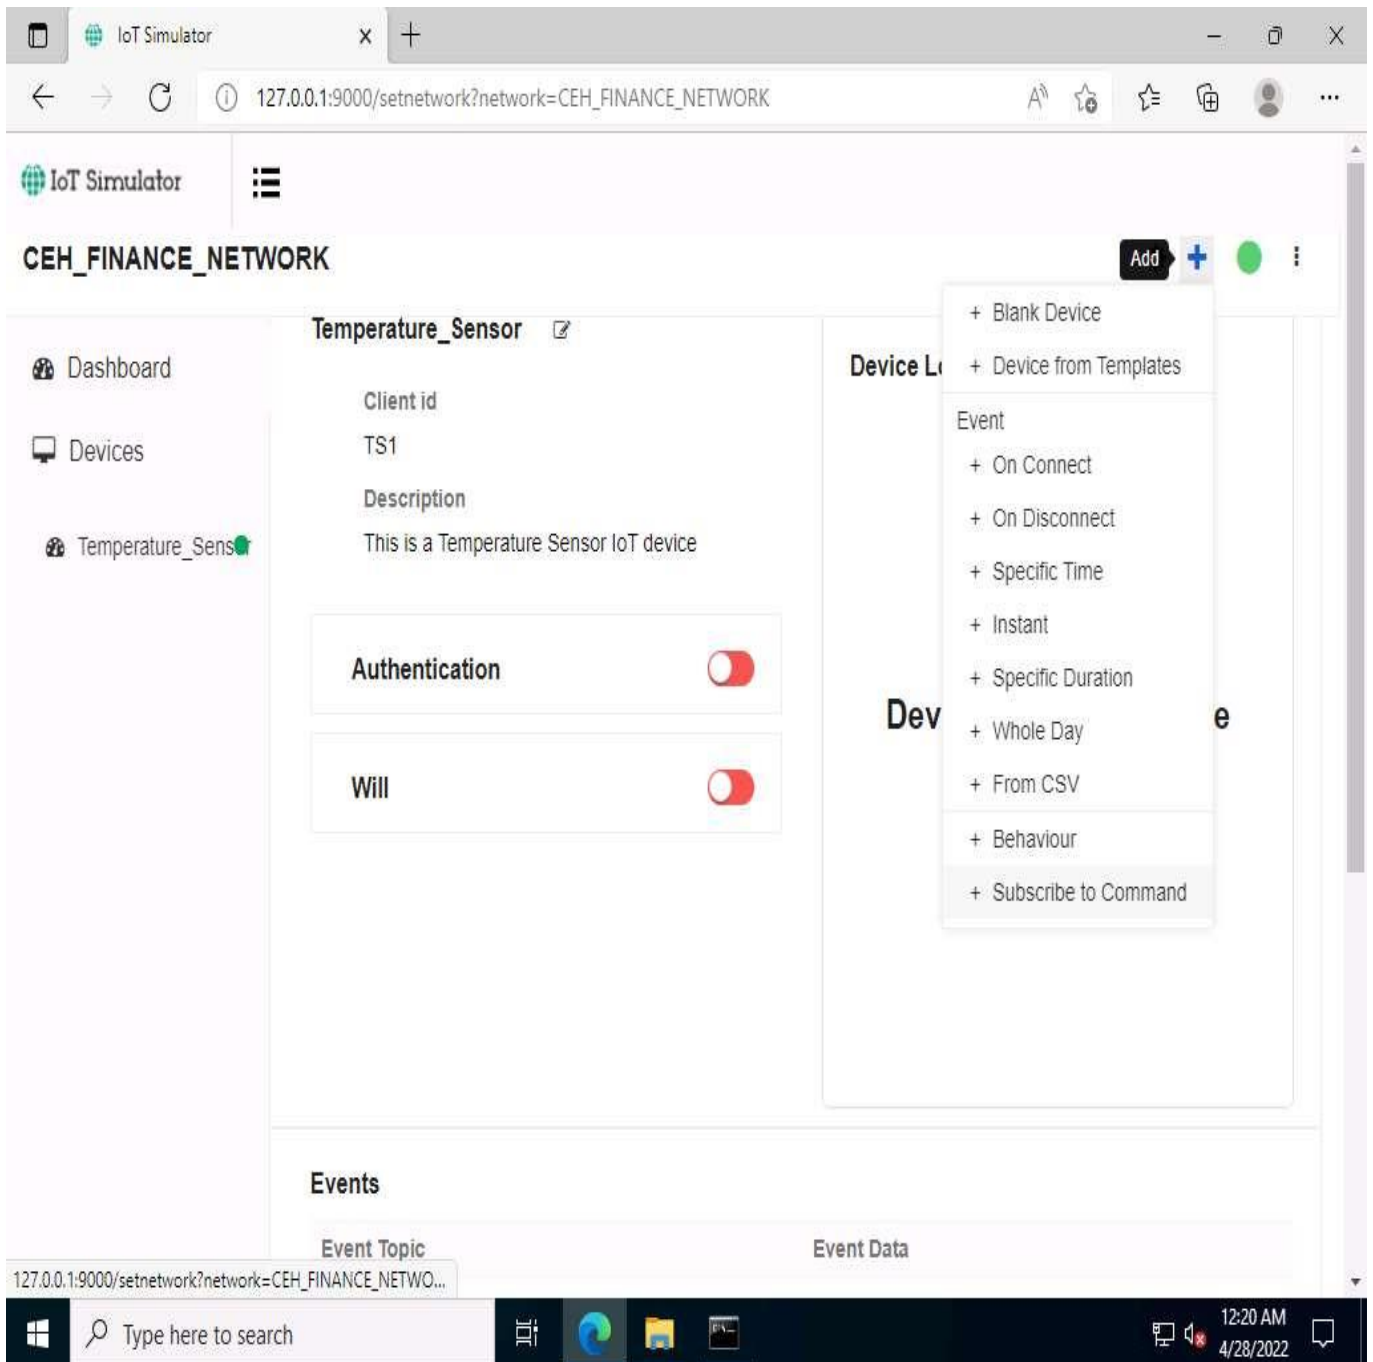 IoT Simulator
127.0.0.1:9000/setnetwork?network=CEH_FINANCE_NETWORK
IoT Simulator
CEH_FINANCE_NETWORK
Add
Dashboard
Devices
Temperature_Sensor
Temperature_Sensor
Client id
TS1
Description
This is a Temperature Sensor IoT device
Authentication
Will
Device
+ Blank Device
+ Device from Templates
Event
+ On Connect
+ On Disconnect
+ Specific Time
+ Instant
+ Specific Duration
+ Whole Day
+ From CSV
+ Behaviour
+ Subscribe to Command
Events
Event Topic
Event Data
127.0.0.1:9000/setnetwork?network=CEH_FINANCE_NETWO...
Type here to search
12:20 AM
4/28/2022